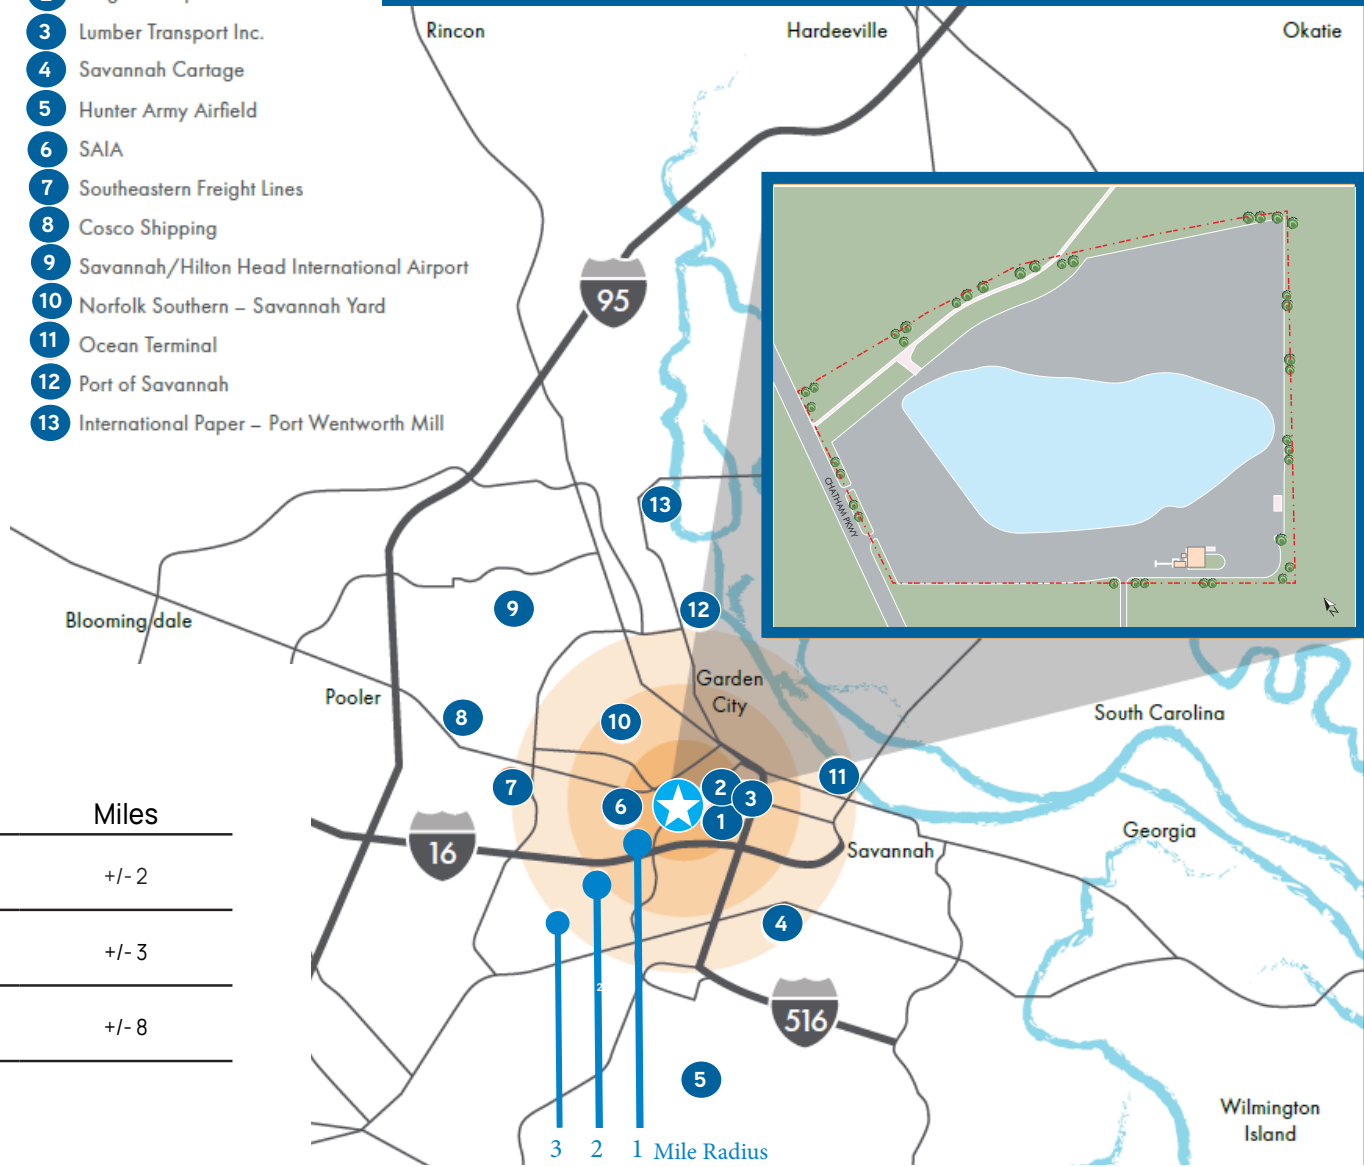 3 Lumber Transport Inc.
4 Savannah Cartage
5 Hunter Army Airfield
6 SAIA
7 Southeastern Freight Lines
8 Cosco Shipping
9 Savannah/Hilton Head International Airport
10 Norfolk Southern – Savannah Yard
11 Ocean Terminal
12 Port of Savannah
13 International Paper – Port Wentworth Mill
Rincon
Hardeeville
Okatie
95
CHATHAM PKWY
13
12
9
Blooming dale
Pooler
8
10
Garden
City
South Carolina
7
6
2
3
1
11
16
Savannah
Georgia
4
516
5
Wilmington
Island
2
3 2 1 Mile Radius
Miles
+/- 2
+/- 3
+/- 8